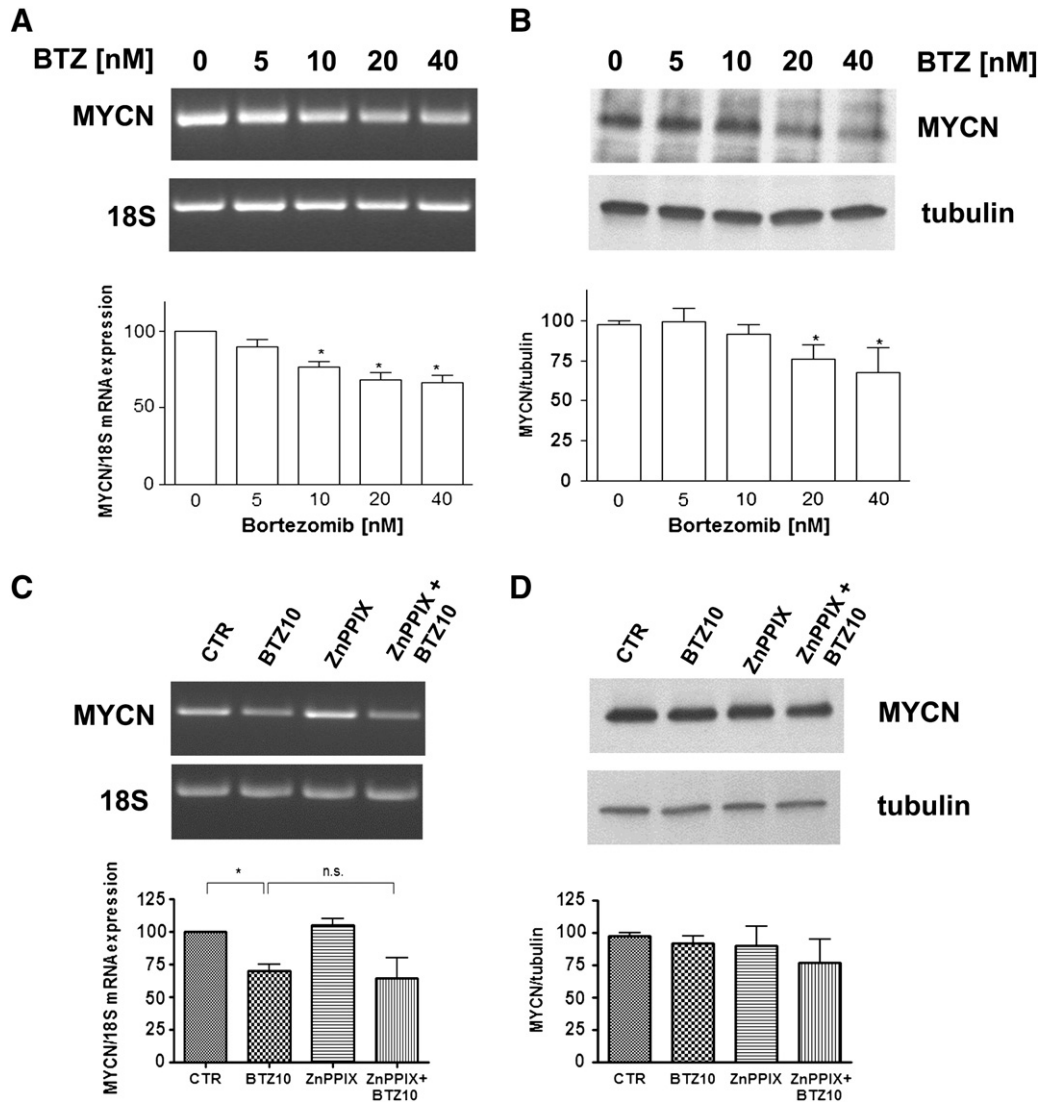 A
BTZ [nM] 0 5 10 20 40
MYCN
18S
MYCN/18S mRNA expression
100
50
0
* * *
0 5 10 20 40
Bortezomib [nM]
B
0 5 10 20 40 BTZ [nM]
MYCN
tubulin
MYCN/tubulin
100
75
50
25
0
* *
0 5 10 20 40
Bortezomib [nM]
C
CTR BTZ10 ZnPPIX ZnPPIX + BTZ10
MYCN
18S
MYCN/18S mRNA expression
125
100
75
50
25
0
* n.s.
CTR BTZ10 ZnPPIX ZnPPIX+
BTZ10
D
CTR BTZ10 ZnPPIX ZnPPIX + BTZ10
MYCN
tubulin
MYCN/tubulin
125
100
75
50
25
0
CTR BTZ10 ZnPPIX ZnPPIX+
BTZ10